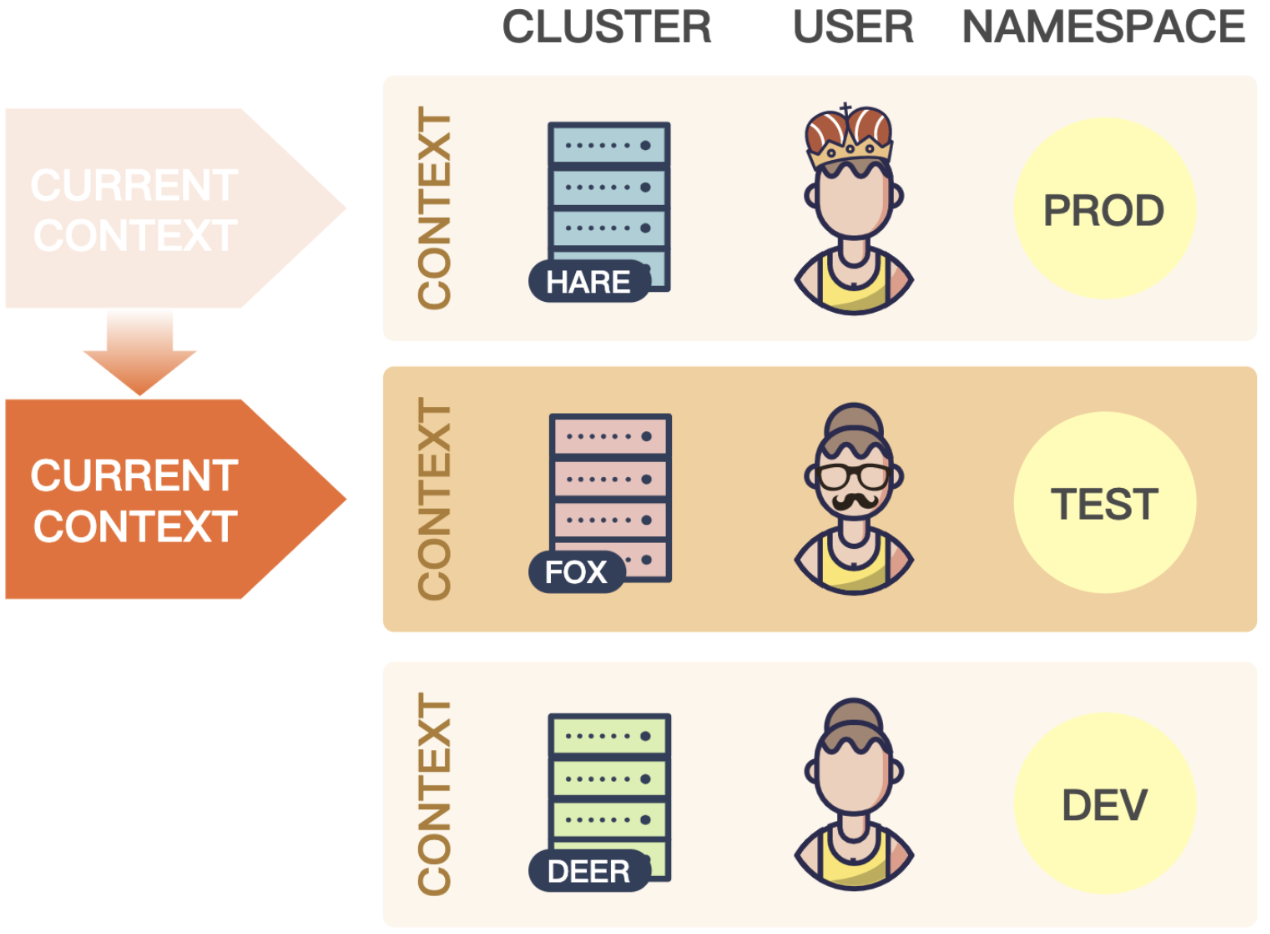 CLUSTER USER NAMESPACE
CURRENT
CONTEXT
CONTEXT
HARE
PROD
CURRENT
CONTEXT
CONTEXT
FOX
TEST
CONTEXT
DEER
DEV